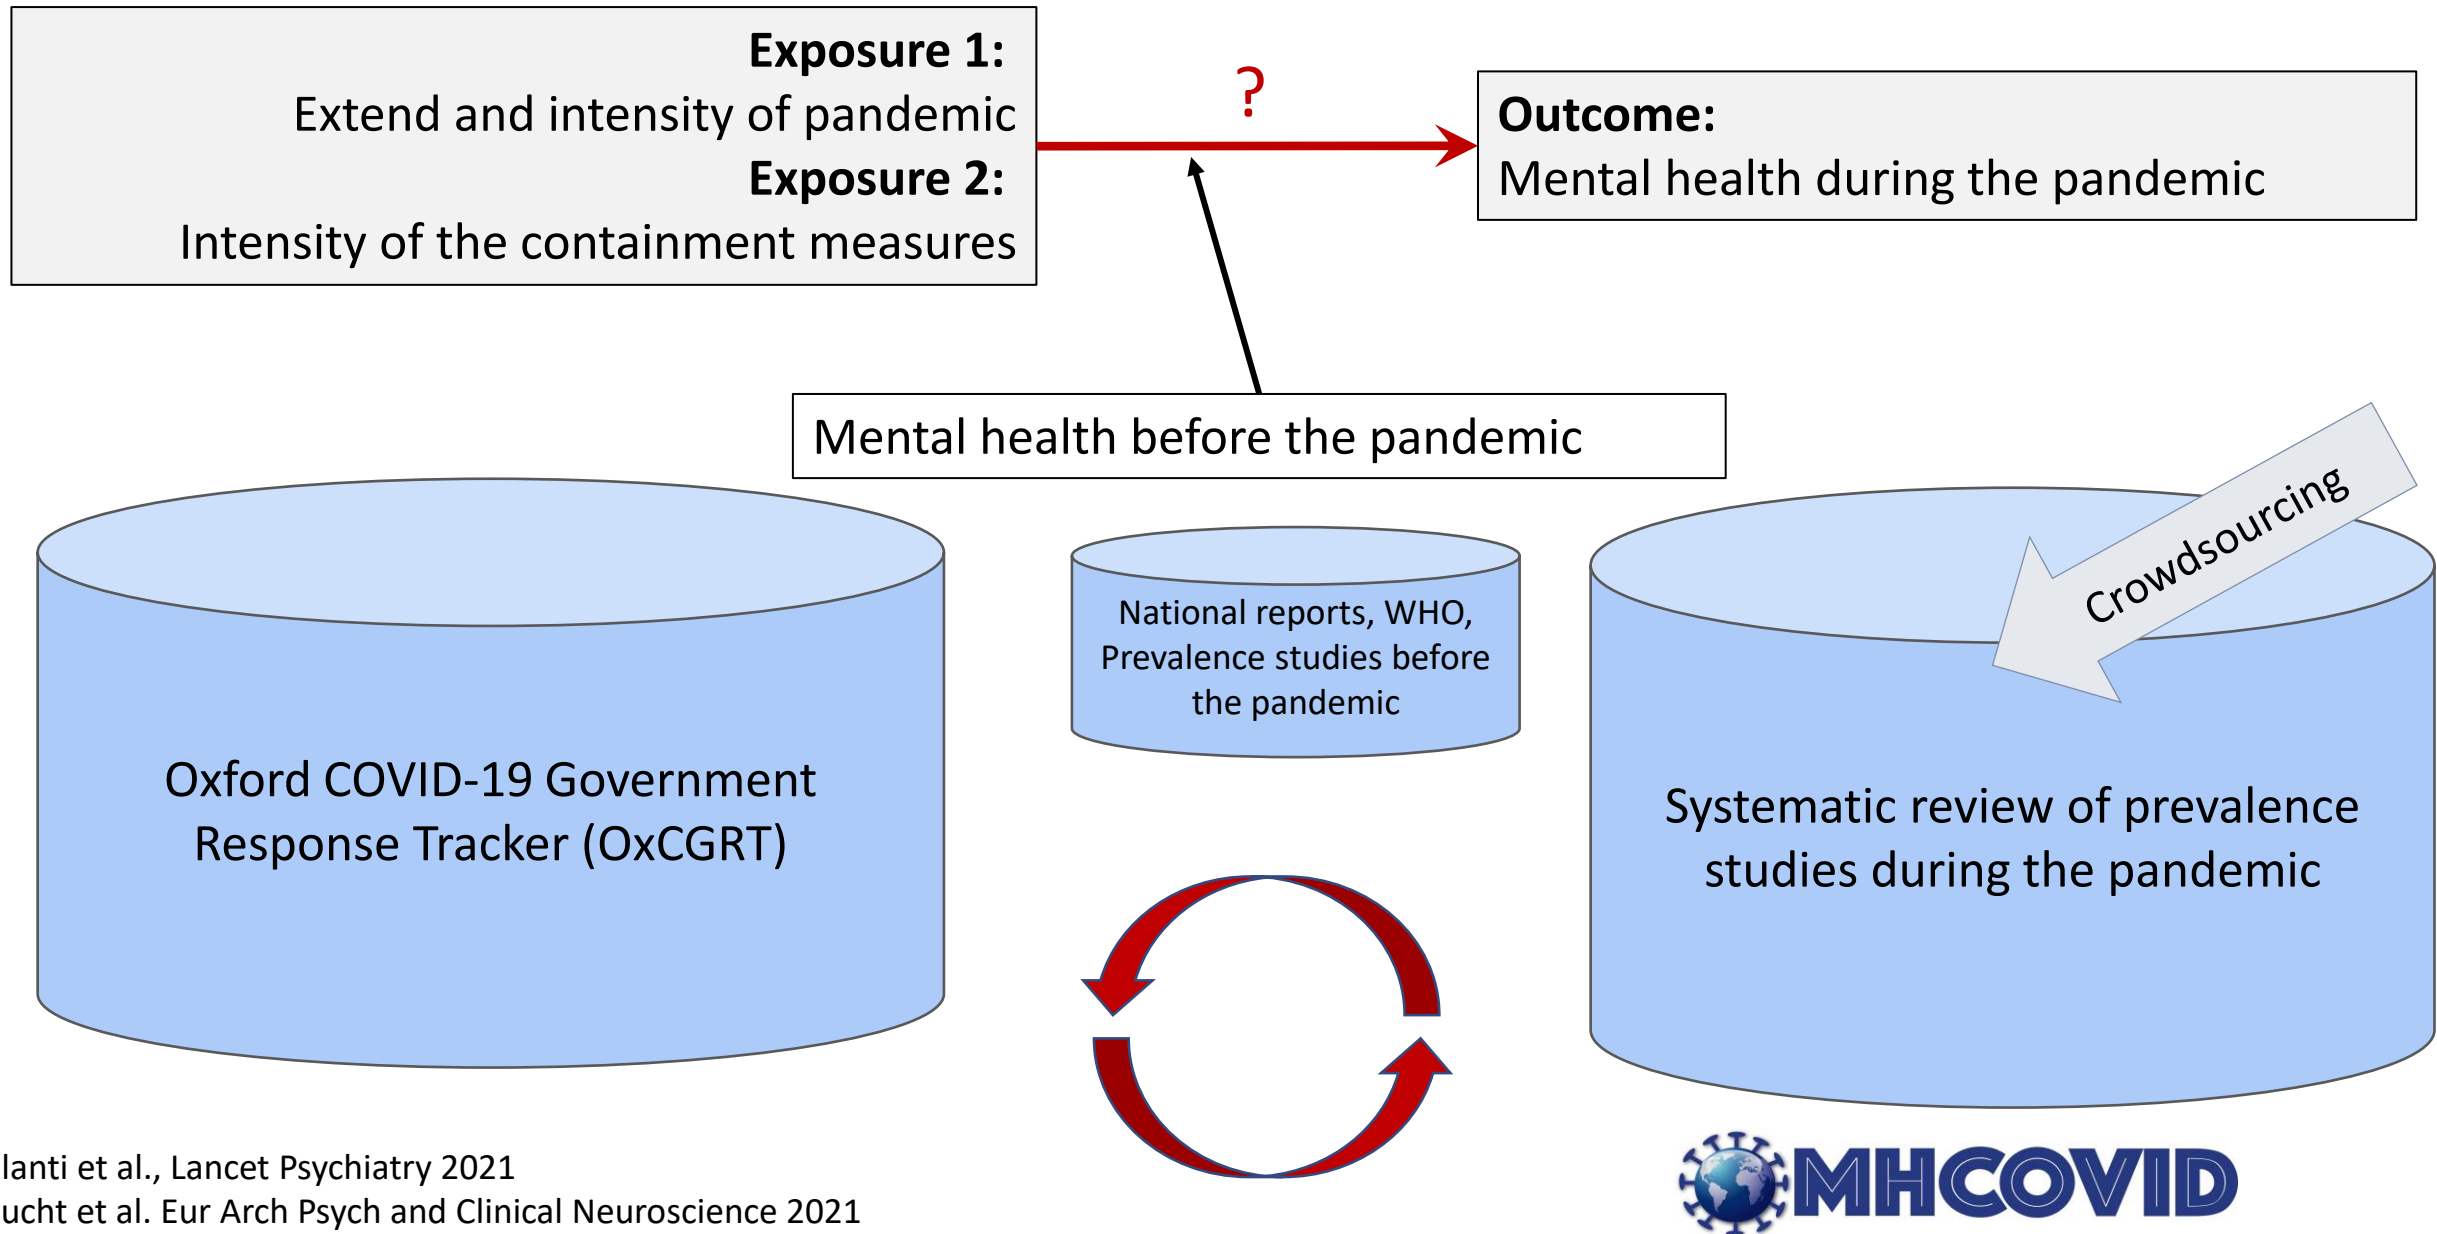 Exposure 1:
Extend and intensity of pandemic
Exposure 2:
Intensity of the containment measures
?
Outcome:
Mental health during the pandemic
Mental health before the pandemic
Crowdsourcing
National reports, WHO,
Prevalence studies before
the pandemic
Oxford COVID-19 Government
Response Tracker (OxCGRT)
Systematic review of prevalence
studies during the pandemic
lanti et al., Lancet Psychiatry 2021
ucht et al. Eur Arch Psych and Clinical Neuroscience 2021
MHCOVID